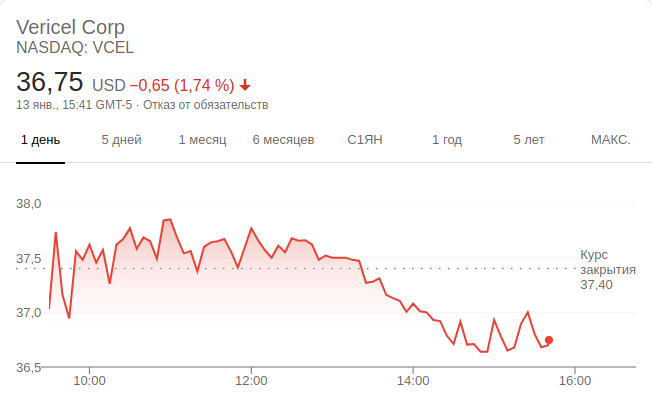 Vericel Corp
NASDAQ: VCEL
36,75 USD −0,65 (1,74 %)
13 янв., 15:41 GMT-5 · Отказ от обязательств
1 день 5 дней 1 месяц 6 месяцев С1ЯН 1 год 5 лет МАКС.
38,0
37,5
Курс
закрытия
37,40
37,0
36,5
10:00 12:00 14:00 16:00